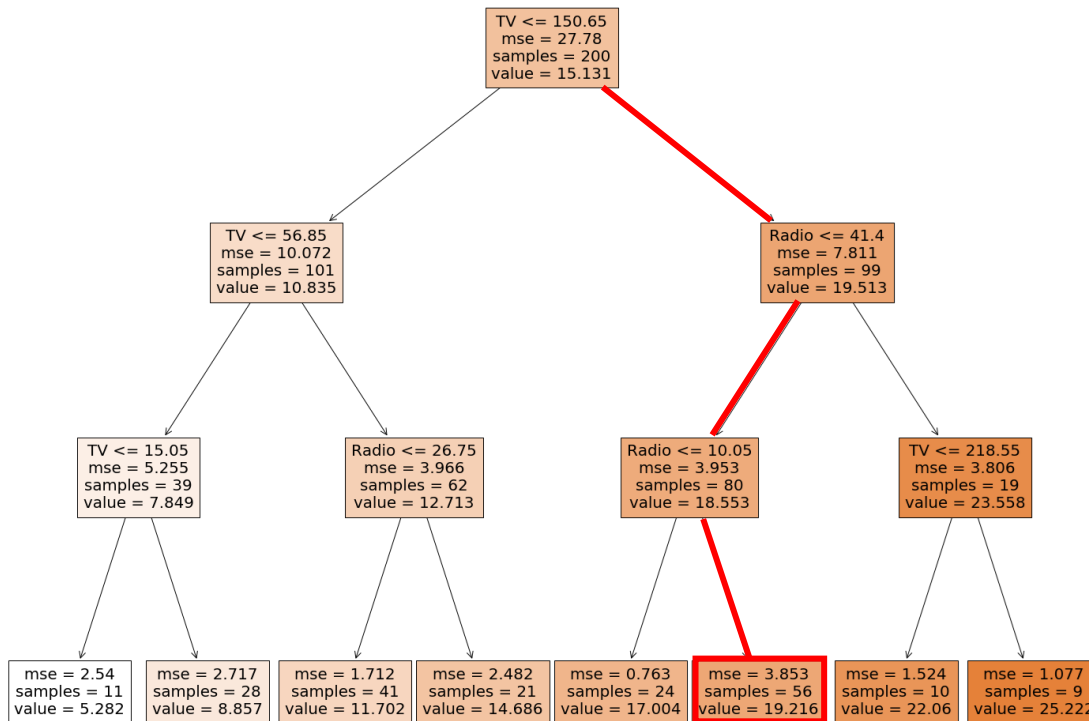 TV <= 150.65
mse = 27.78
samples = 200
value = 15.131
TV <= 56.85
mse = 10.072
samples = 101
value = 10.835
Radio <= 41.4
mse = 7.811
samples = 99
value = 19.513
TV <= 15.05
mse = 5.255
samples = 39
value = 7.849
Radio <= 26.75
mse = 3.966
samples = 62
value = 12.713
Radio <= 10.05
mse = 3.953
samples = 80
value = 18.553
TV <= 218.55
mse = 3.806
samples = 19
value = 23.558
mse = 2.54
samples = 11
value = 5.282
mse = 2.717
samples = 28
value = 8.857
mse = 1.712
samples = 41
value = 11.702
mse = 2.482
samples = 21
value = 14.686
mse = 0.763
samples = 24
value = 17.004
mse = 3.853
samples = 56
value = 19.216
mse = 1.524
samples = 10
value = 22.06
mse = 1.077
samples = 9
value = 25.222